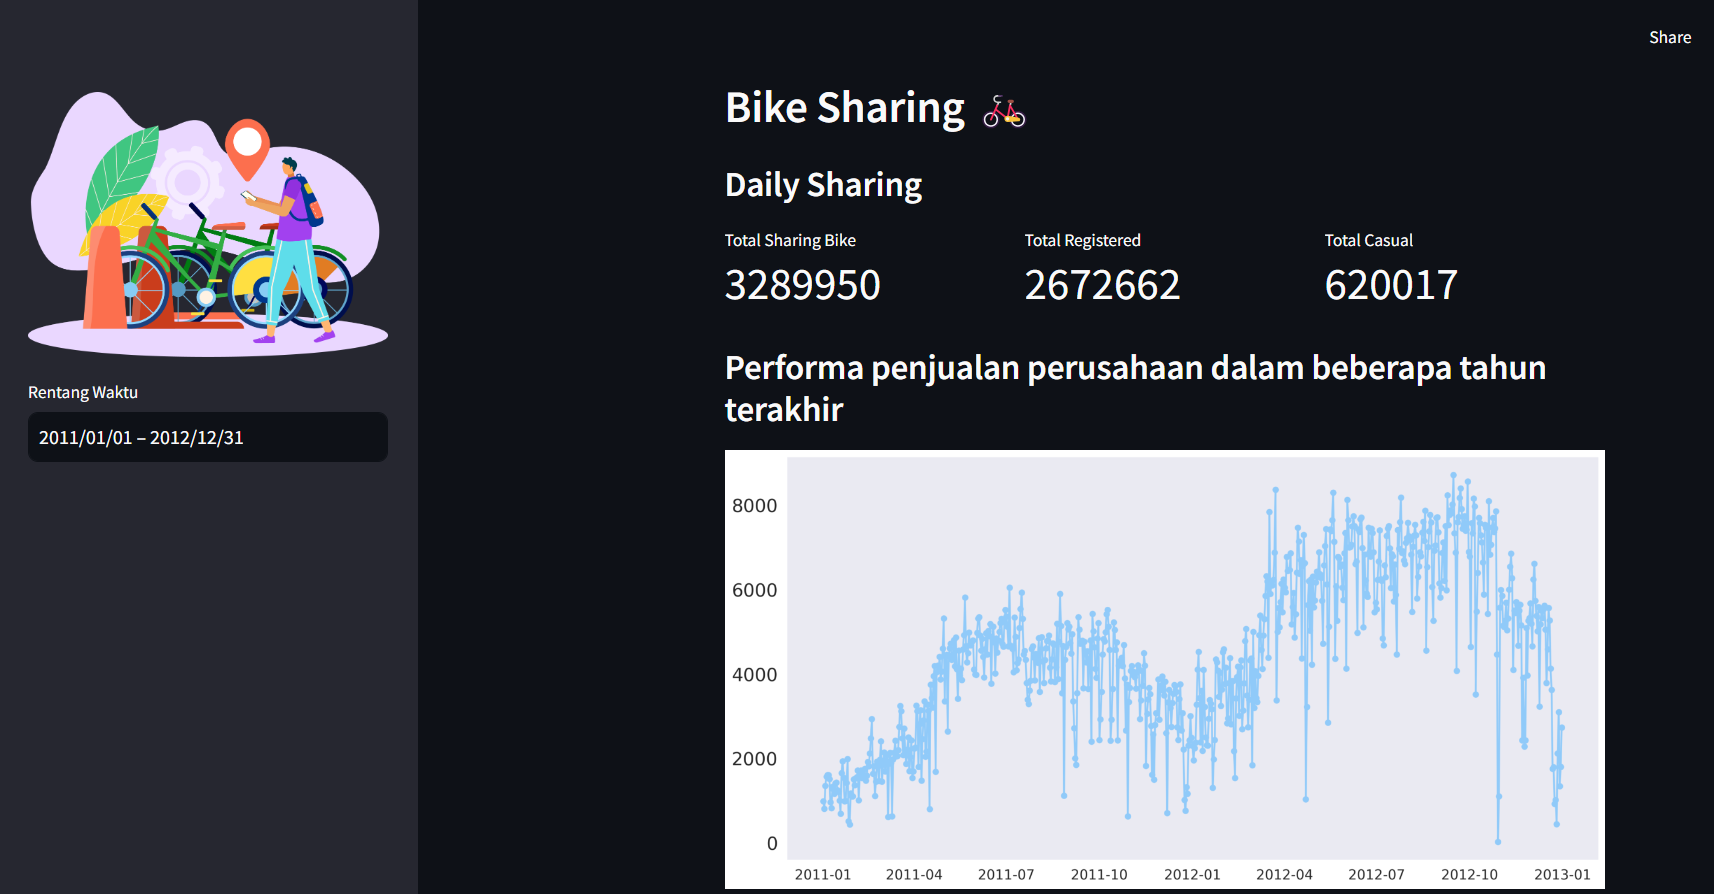 Share
Rentang Waktu
2011/01/01 – 2012/12/31
Bike Sharing
Daily Sharing
Total Sharing Bike
3289950
Total Registered
2672662
Total Casual
620017
Performa penjualan perusahaan dalam beberapa tahun
terakhir
8000
6000
4000
2000
0
2011-01 2011-04 2011-07 2011-10 2012-01 2012-04 2012-07 2012-10 2013-01